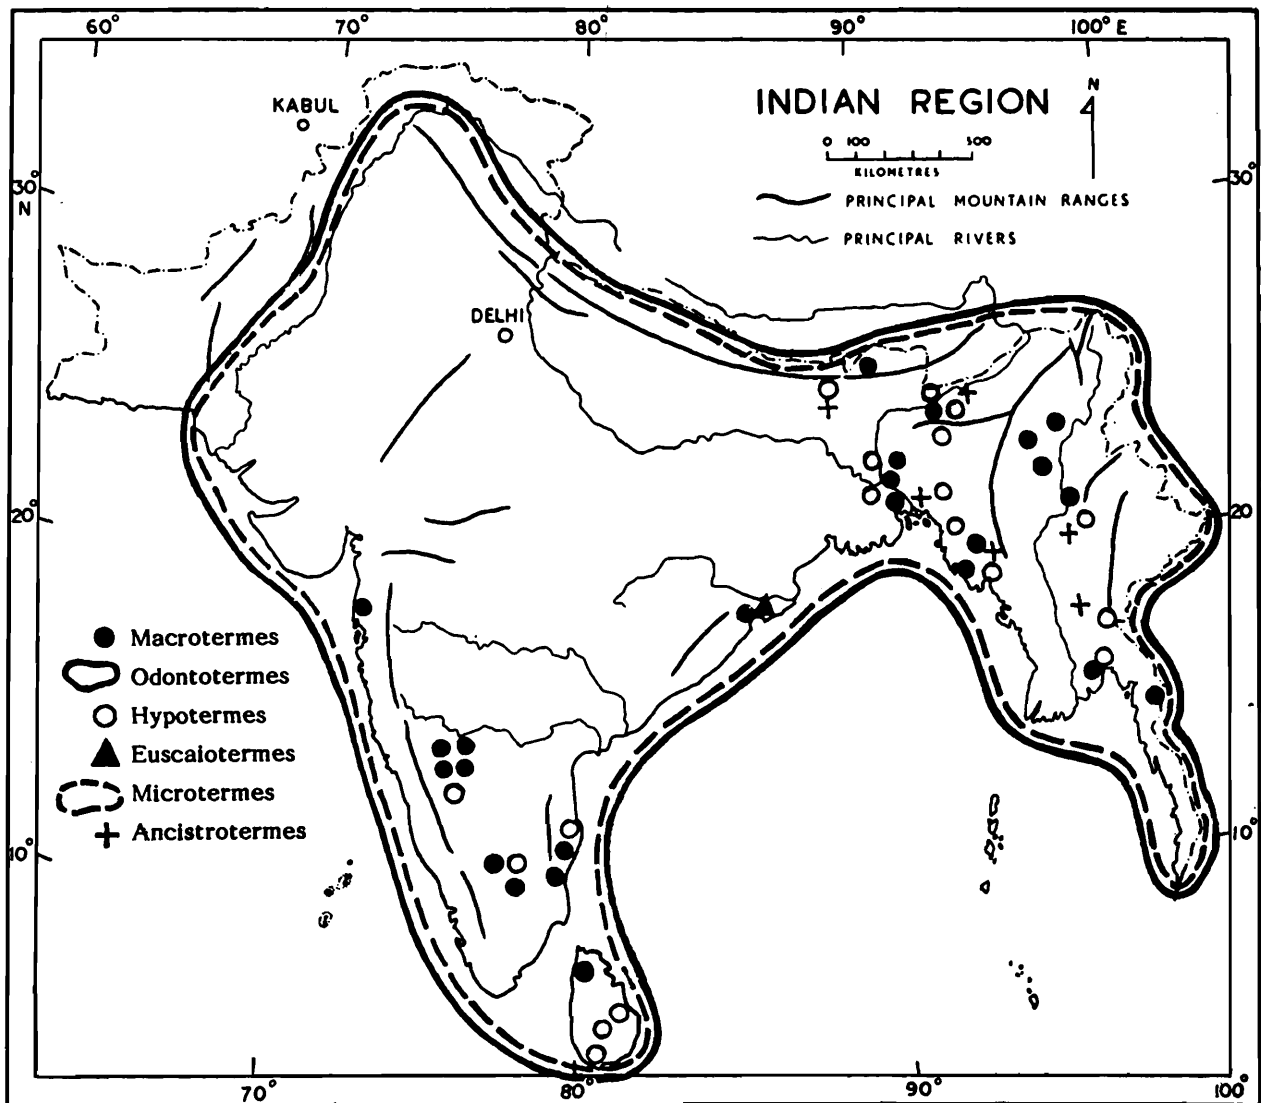 60° 70° 80° 90° 100° E
KABUL
INDIAN REGION
N
0 100 500
KILOMETRES
30° 30°
N
PRINCIPAL MOUNTAIN RANGES
PRINCIPAL RIVERS
DELHI
20° 20°
Macrotermes
Odontotermes
Hypotermes
Euscaiotermes
Microtermes
Ancistrotermes
10° 10°
70° 80° 90° 100°